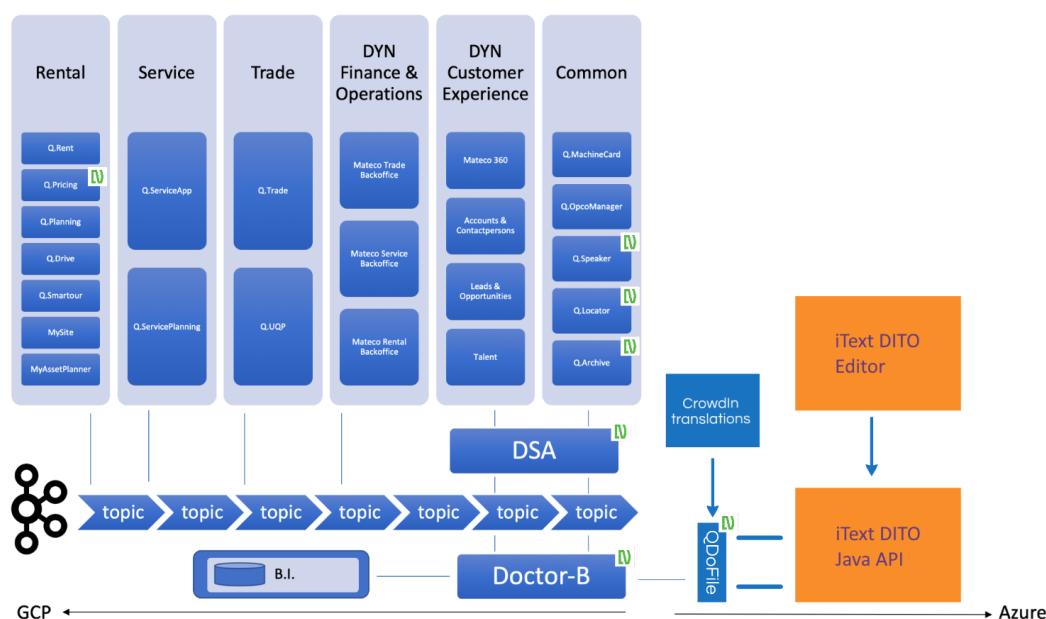 Rental
Service
Trade
DYN
Finance &
Operations
DYN
Customer
Experience
Common
Q.Rent
Q.Pricing
Q.Planning
Q.Drive
Q.Smartour
MySite
MyAssetPlanner
Q.ServiceApp
Q.ServicePlanning
Q.Trade
Q.UQP
Mateco Trade
Backoffice
Mateco Service
Backoffice
Mateco Rental
Backoffice
Mateco 360
Accounts &
Contactpersons
Leads &
Opportunities
Talent
Q.MachineCard
Q.OpcoManager
Q.Speaker
Q.Locator
Q.Archive
iText DITO
Editor
CrowdIn
translations
DSA
topic
topic
topic
topic
topic
topic
topic
QDoFile
iText DITO
Java API
B.I.
Doctor-B
GCP
Azure